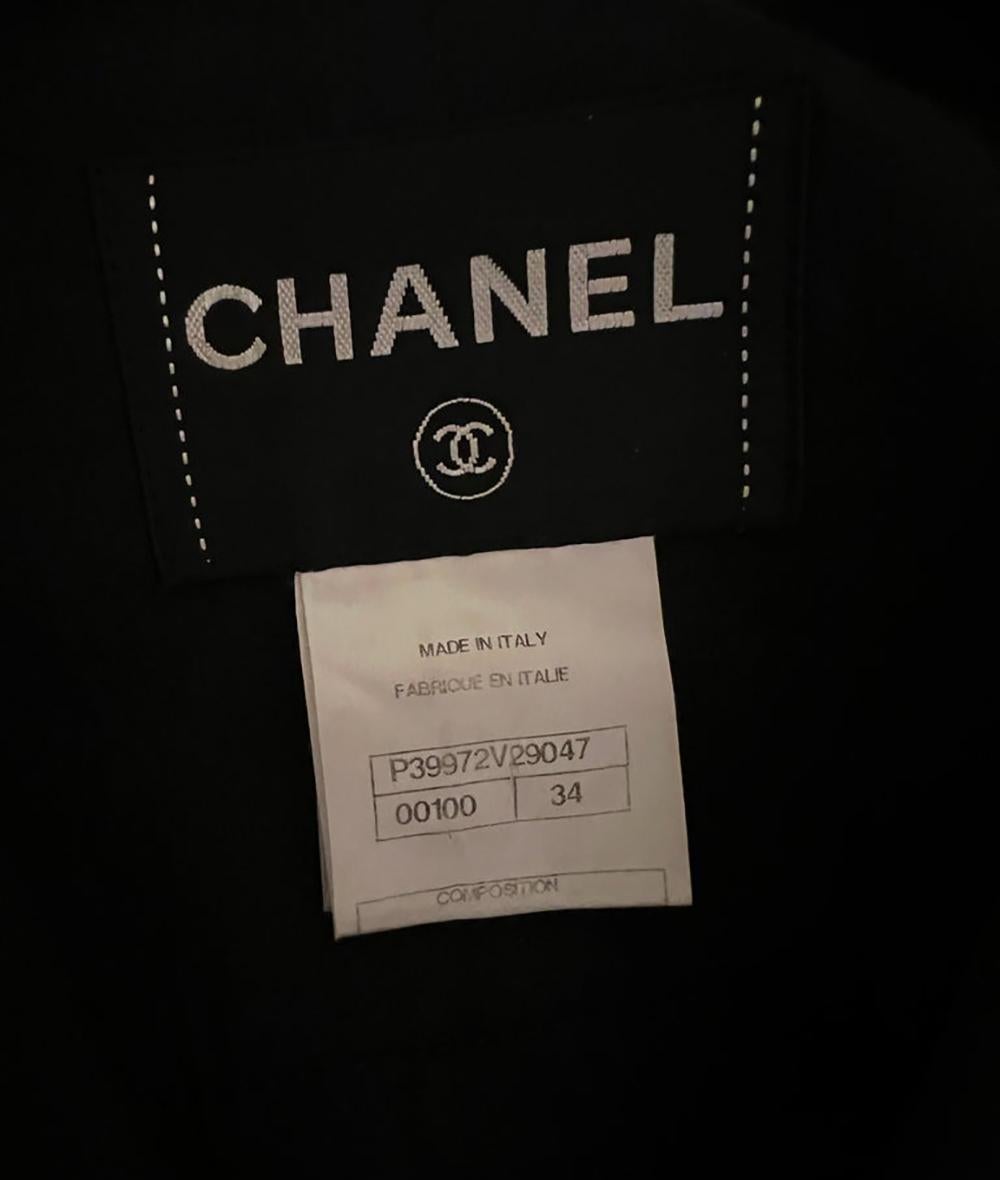 CHANEL
MADE IN ITALY
FABRIQUE EN ITALIE
P39972V29047
00100 34
COMPOSITION